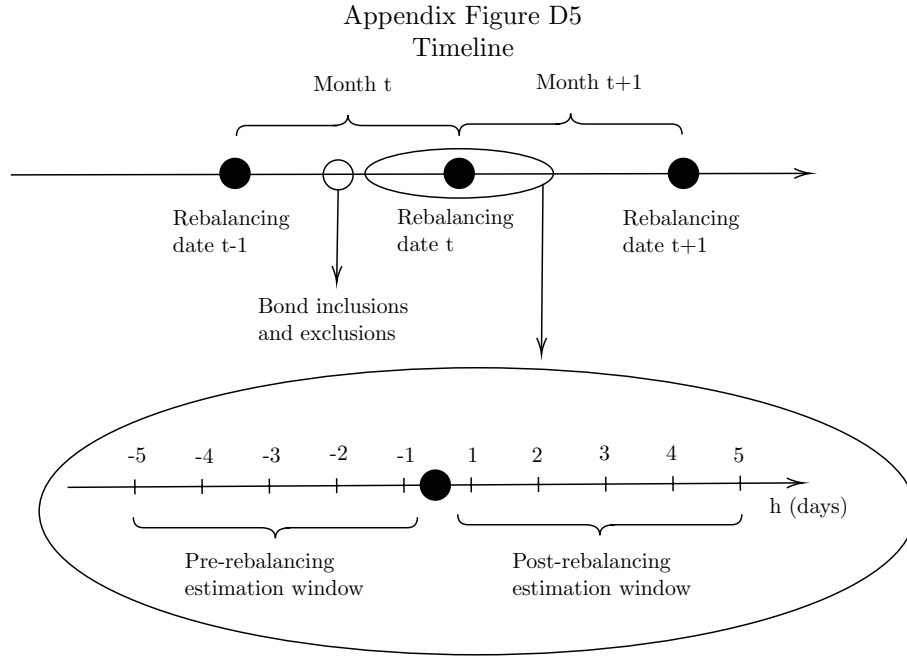 Appendix Figure D5
Timeline
Month t
Month t+1
Rebalancing
date t-1
Rebalancing
date t
Rebalancing
date t+1
Bond inclusions
and exclusions
-5 -4 -3 -2 -1 1 2 3 4 5
h (days)
Pre-rebalancing
estimation window
Post-rebalancing
estimation window